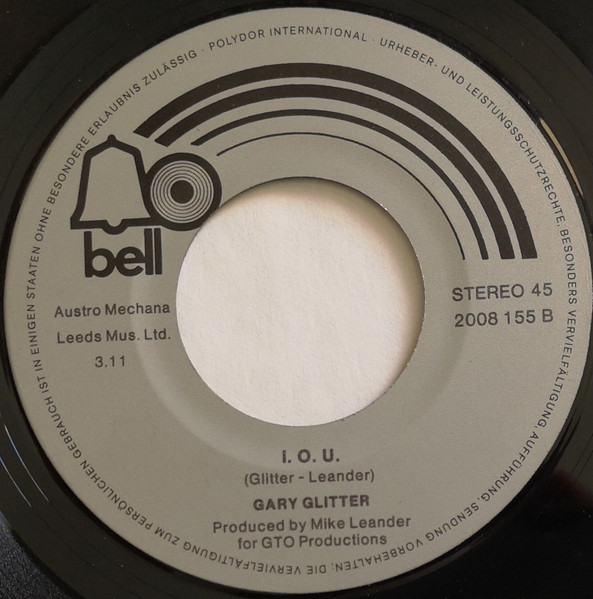 POLYDOR INTERNATIONAL · URHEBER- UND LEISTUNGSSCHUTZRECHTE, BESONDERS VERVIELFÄLTIGUNG, AUFFÜHRUNG, SENDUNG VORBEHALTEN; DIE VERVIELFÄLTIGUNG ZUM PERSÖNLICHEN GEBRAUCH IST IN EINIGEN STAATEN OHNE BESONDERE ERLAUBNIS ZULÄSSIG ·
bell
Austro Mechana
Leeds Mus. Ltd.
3.11
STEREO 45
2008 155 B
I. O. U.
(Glitter - Leander)
GARY GLITTER
Produced by Mike Leander
for GTO Productions